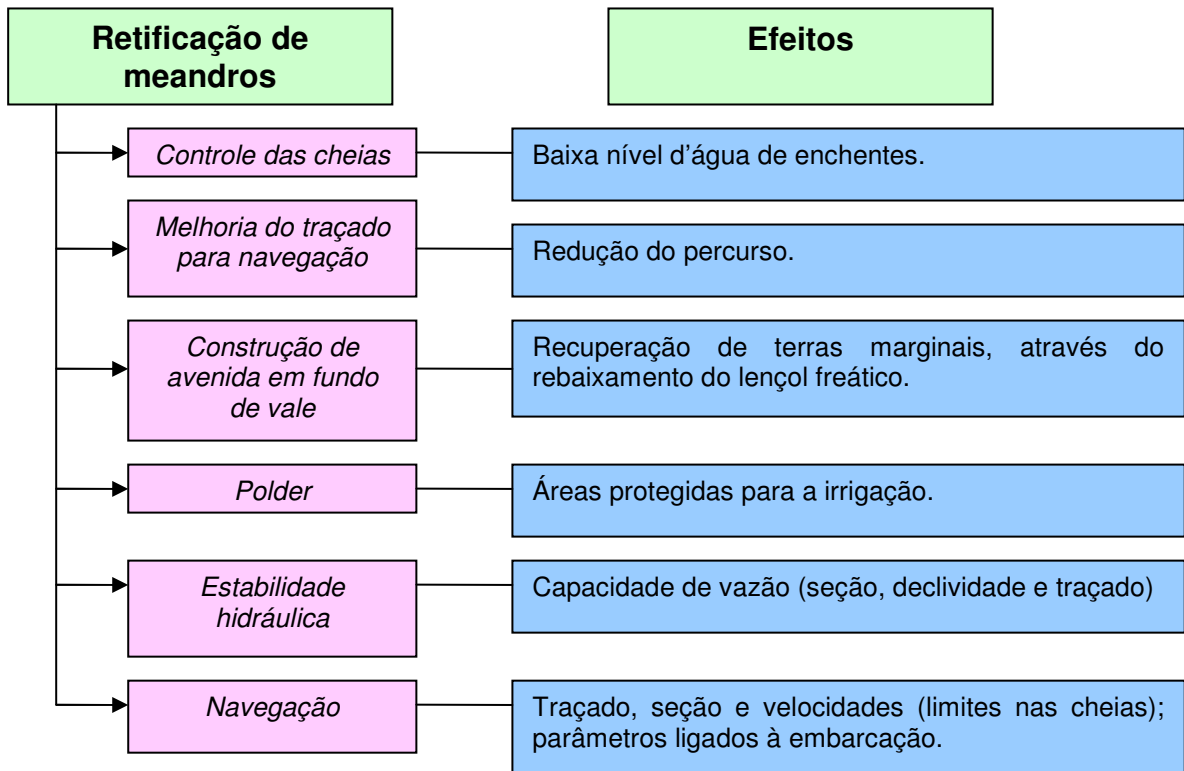 Retificação de
meandros
Efeitos
Controle das cheias
Baixa nível d’água de enchentes.
Melhoria do traçado
para navegação
Redução do percurso.
Construção de
avenida em fundo
de vale
Recuperação de terras marginais, através do
rebaixamento do lençol freático.
Polder
Áreas protegidas para a irrigação.
Estabilidade
hidráulica
Capacidade de vazão (seção, declividade e traçado)
Navegação
Traçado, seção e velocidades (limites nas cheias);
parâmetros ligados à embarcação.